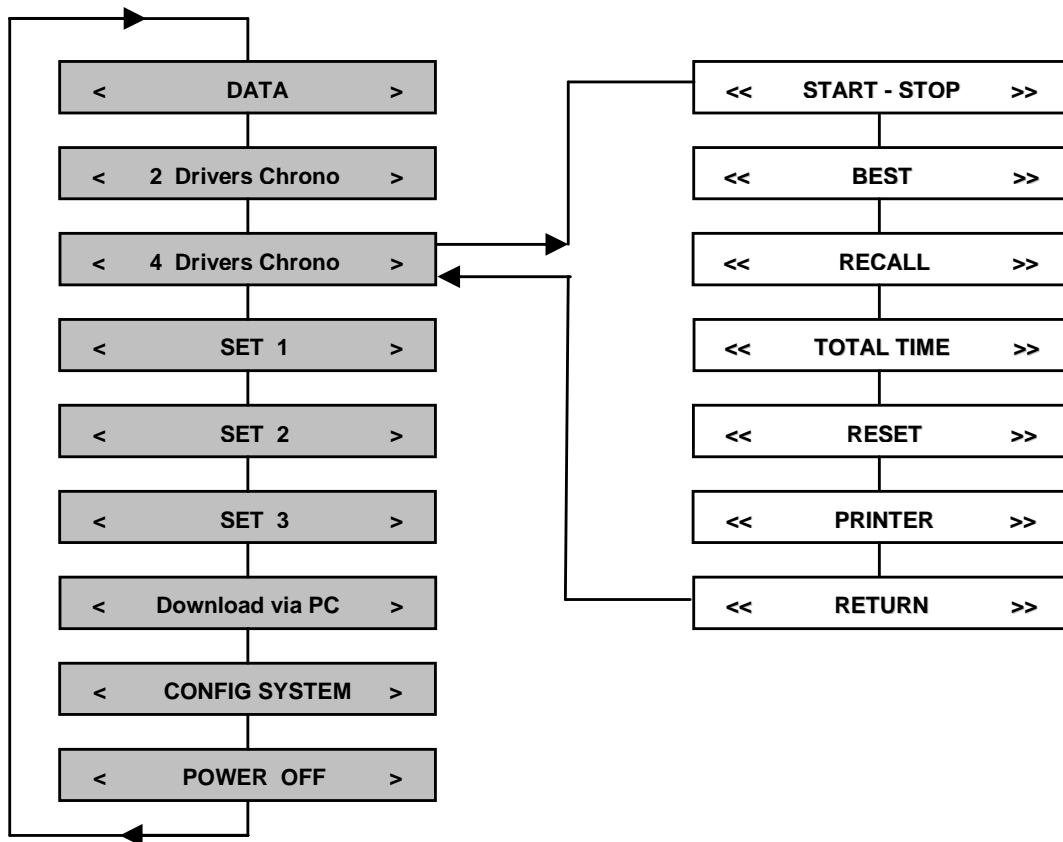 < DATA >
< 2 Drivers Chrono >
< 4 Drivers Chrono >
< SET 1 >
< SET 2 >
< SET 3 >
< Download via PC >
< CONFIG SYSTEM >
< POWER OFF >
<< START - STOP >>
<< BEST >>
<< RECALL >>
<< TOTAL TIME >>
<< RESET >>
<< PRINTER >>
<< RETURN >>